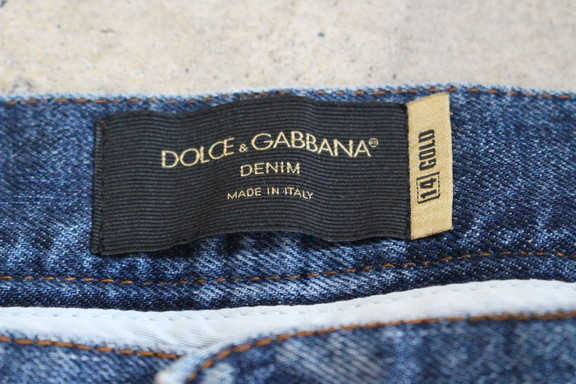 DOLCE & GABBANA®
DENIM
MADE IN ITALY
14 GOLD